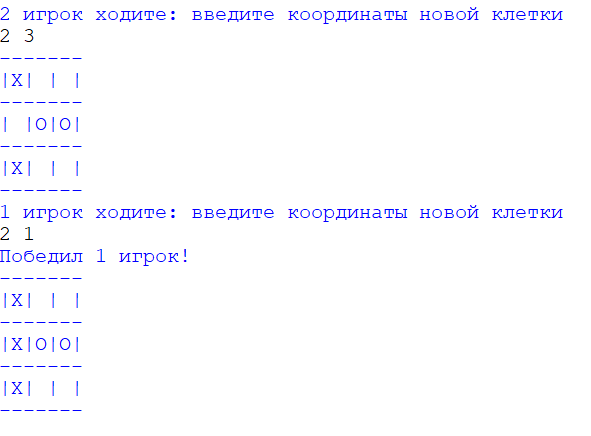 2 игрок ходите: введите координаты новой клетки
2 3
-------
|X| | |
-------
| |O|O|
-------
|X| | |
-------
1 игрок ходите: введите координаты новой клетки
2 1
Победил 1 игрок!
-------
|X| | |
-------
|X|O|O|
-------
|X| | |
-------